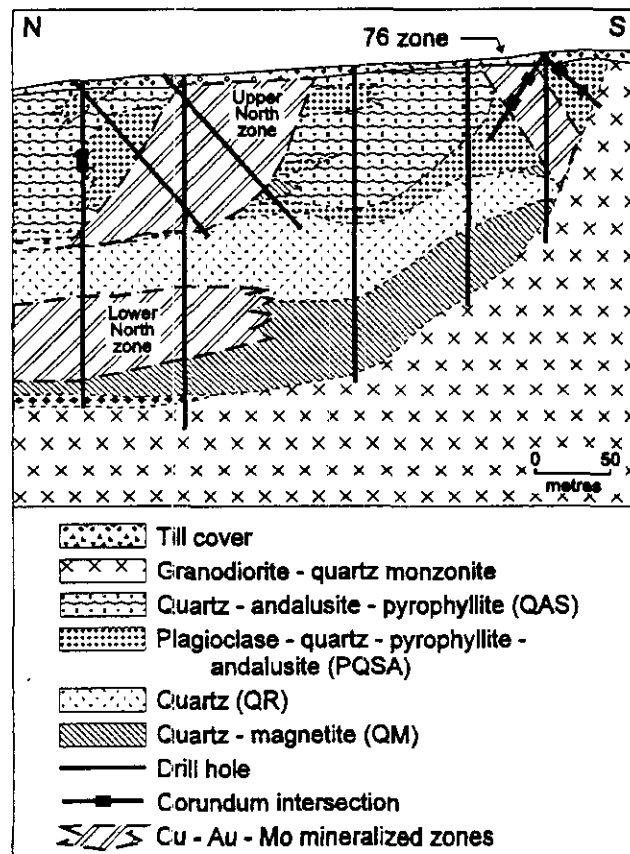 N
76 zone
S
Upper
North
zone
Lower
North
zone
0 50
metres
Till cover
Granodiorite - quartz monzonite
Quartz - andalusite - pyrophyllite (QAS)
Plagioclase - quartz - pyrophyllite -
andalusite (PQSA)
Quartz (QR)
Quartz - magnetite (QM)
Drill hole
Corundum intersection
Cu - Au - Mo mineralized zones